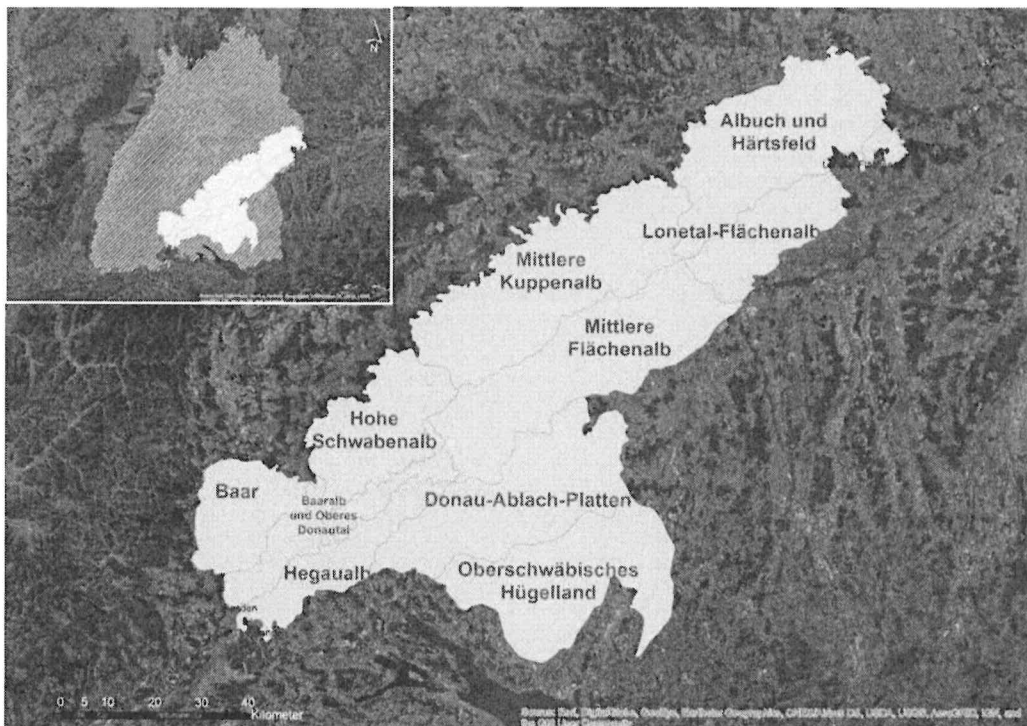 N
Albuch und
Härtsfeld
Lonetal-Flächenalb
Mittlere
Kuppenalb
Mittlere
Flächenalb
Hohe
Schwabenalb
Baar
Baaralb
und Oberes
Donautal
Donau-Ablach-Platten
Hegaualb
Oberschwäbisches
Hügelland
0 5 10 20 30 40
Kilometer